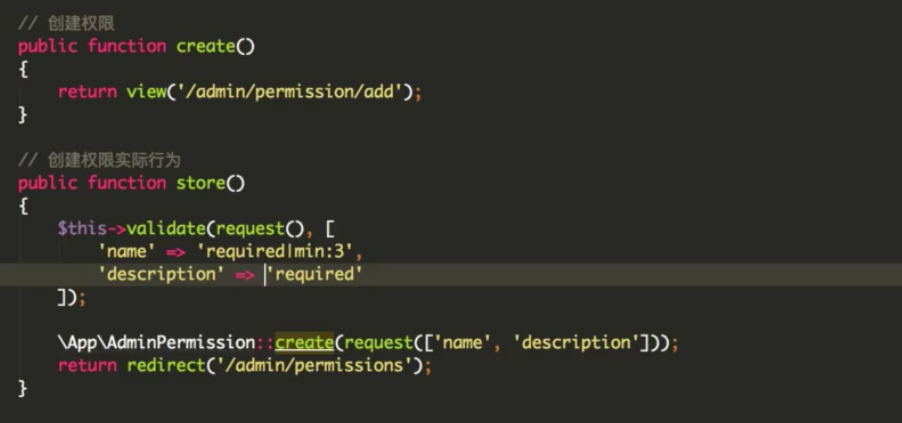 // 创建权限
public function create()
{
    return view('/admin/permission/add');
}
// 创建权限实际行为
public function store()
{
    $this->validate(request(), [
        'name' => 'required|min:3',
        'description' => 'required'
    ]);
    \App\AdminPermission::create(request(['name', 'description']));
    return redirect('/admin/permissions');
}